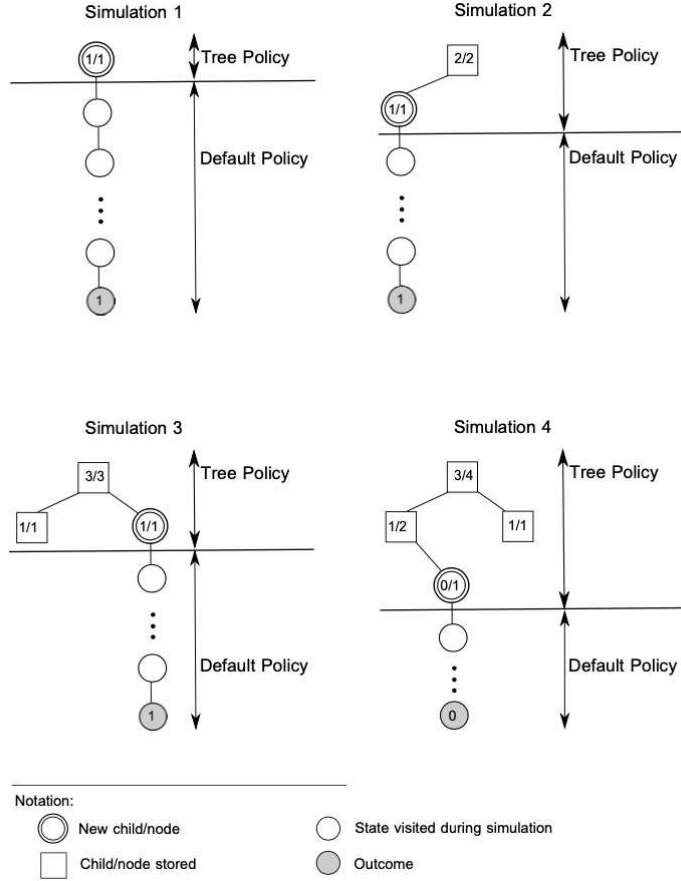 Simulation 1
1/1
Tree Policy
Default Policy
1
Simulation 2
2/2
Tree Policy
1/1
Default Policy
1
Simulation 3
3/3
Tree Policy
1/1
1/1
Default Policy
1
Simulation 4
3/4
Tree Policy
1/2
1/1
0/1
Default Policy
0
Notation:
New child/node
State visited during simulation
Child/node stored
Outcome